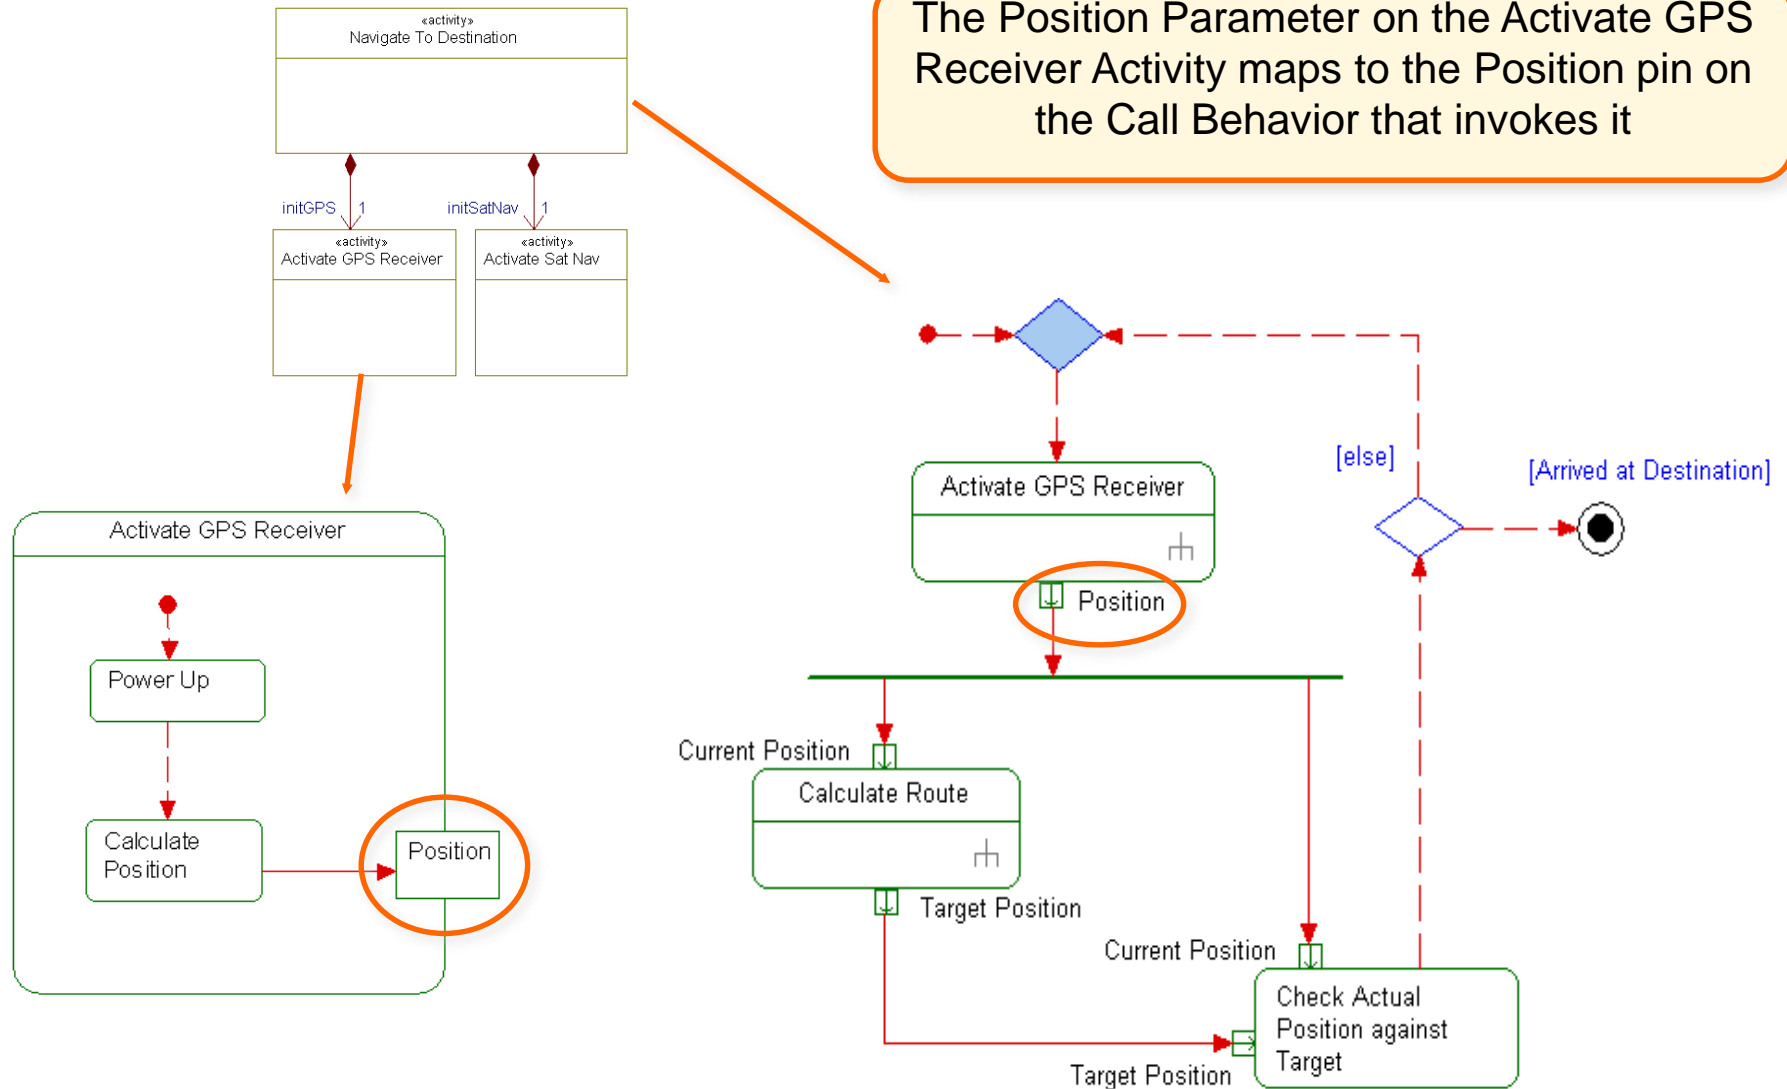 «activity»
Navigate To Destination
The Position Parameter on the Activate GPS
Receiver Activity maps to the Position pin on
the Call Behavior that invokes it
initGPS 1
initSatNav 1
«activity»
Activate GPS Receiver
«activity»
Activate Sat Nav
Activate GPS Receiver
Power Up
Calculate
Position
Position
Activate GPS Receiver
Position
[else]
[Arrived at Destination]
Current Position
Calculate Route
Target Position
Current Position
Check Actual
Position against
Target
Target Position